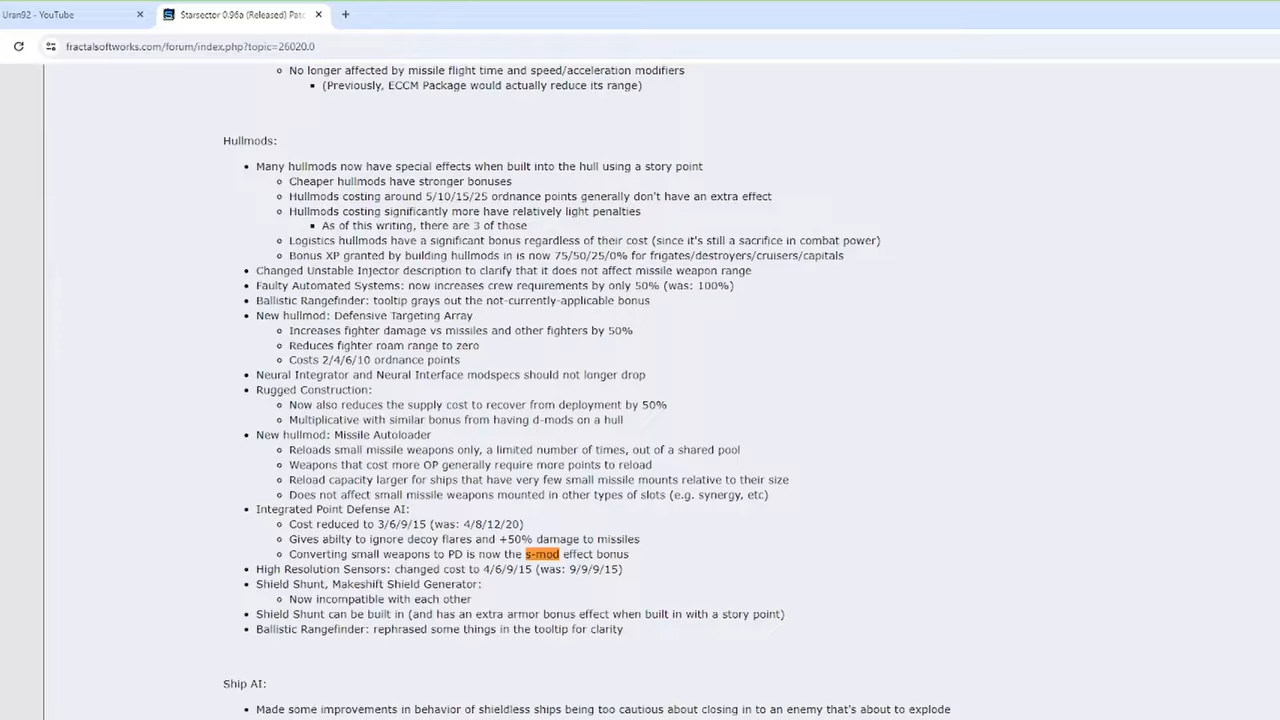 Uran92 - YouTube
Starsector 0.96a (Released) Patc
fractalsoftworks.com/forum/index.php?topic=26020.0
No longer affected by missile flight time and speed/acceleration modifiers
(Previously, ECCM Package would actually reduce its range)
Hullmods:
Many hullmods now have special effects when built into the hull using a story point
Cheaper hullmods have stronger bonuses
Hullmods costing around 5/10/15/25 ordnance points generally don't have an extra effect
Hullmods costing significantly more have relatively light penalties
As of this writing, there are 3 of those
Logistics hullmods have a significant bonus regardless of their cost (since it's still a sacrifice in combat power)
Bonus XP granted by building hullmods in is now 75/50/25/0% for frigates/destroyers/cruisers/capitals
Changed Unstable Injector description to clarify that it does not affect missile weapon range
Faulty Automated Systems: now increases crew requirements by only 50% (was: 100%)
Ballistic Rangefinder: tooltip grays out the not-currently-applicable bonus
New hullmod: Defensive Targeting Array
Increases fighter damage vs missiles and other fighters by 50%
Reduces fighter roam range to zero
Costs 2/4/6/10 ordnance points
Neural Integrator and Neural Interface modspecs should not longer drop
Rugged Construction:
Now also reduces the supply cost to recover from deployment by 50%
Multiplicative with similar bonus from having d-mods on a hull
New hullmod: Missile Autoloader
Reloads small missile weapons only, a limited number of times, out of a shared pool
Weapons that cost more OP generally require more points to reload
Reload capacity larger for ships that have very few small missile mounts relative to their size
Does not affect small missile weapons mounted in other types of slots (e.g. synergy, etc)
Integrated Point Defense AI:
Cost reduced to 3/6/9/15 (was: 4/8/12/20)
Gives abilty to ignore decoy flares and +50% damage to missiles
Converting small weapons to PD is now the s-mod effect bonus
High Resolution Sensors: changed cost to 4/6/9/15 (was: 9/9/9/15)
Shield Shunt, Makeshift Shield Generator:
Now incompatible with each other
Shield Shunt can be built in (and has an extra armor bonus effect when built in with a story point)
Ballistic Rangefinder: rephrased some things in the tooltip for clarity
Ship AI:
Made some improvements in behavior of shieldless ships being too cautious about closing in to an enemy that's about to explode